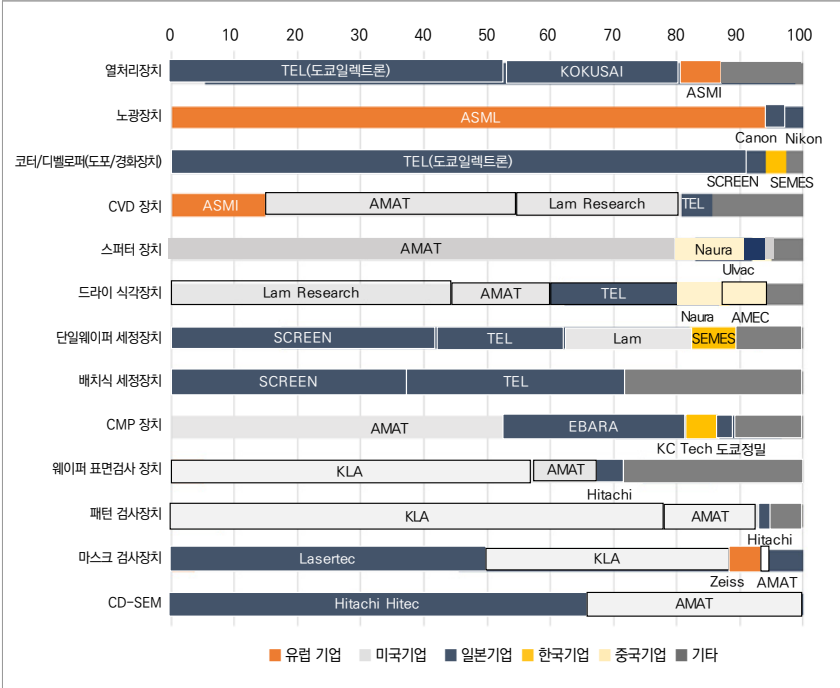 0 10 20 30 40 50 60 70 80 90 100
열처리장치 TEL(도쿄일렉트론) KOKUSAI
ASMI
노광장치 ASML
Canon Nikon
코터/디벨로퍼(도포/경화장치) TEL(도쿄일렉트론)
SCREEN SEMES
CVD 장치 ASMI AMAT Lam Research TEL
스퍼터 장치 AMAT Naura
Ulvac
드라이 식각장치 Lam Research AMAT TEL
Naura AMEC
단일웨이퍼 세정장치 SCREEN TEL Lam SEMES
배치식 세정장치 SCREEN TEL
CMP 장치 AMAT EBARA
KC Tech 도쿄정밀
웨이퍼 표면검사 장치 KLA AMAT
Hitachi
패턴 검사장치 KLA AMAT
Hitachi
마스크 검사장치 Lasertec KLA
Zeiss AMAT
CD-SEM Hitachi Hitec AMAT
유럽 기업 미국기업 일본기업 한국기업 중국기업 기타